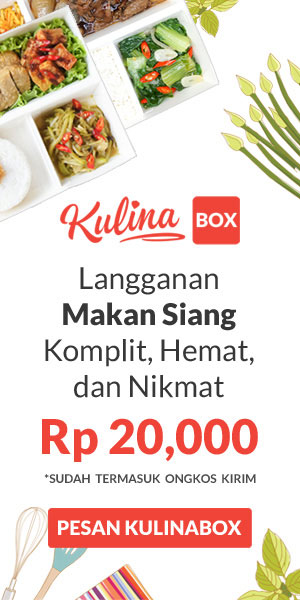 Kulina BOX
Langganan
Makan Siang
Komplit, Hemat,
dan Nikmat
Rp 20,000
*SUDAH TERMASUK ONGKOS KIRIM
PESAN KULINABOX